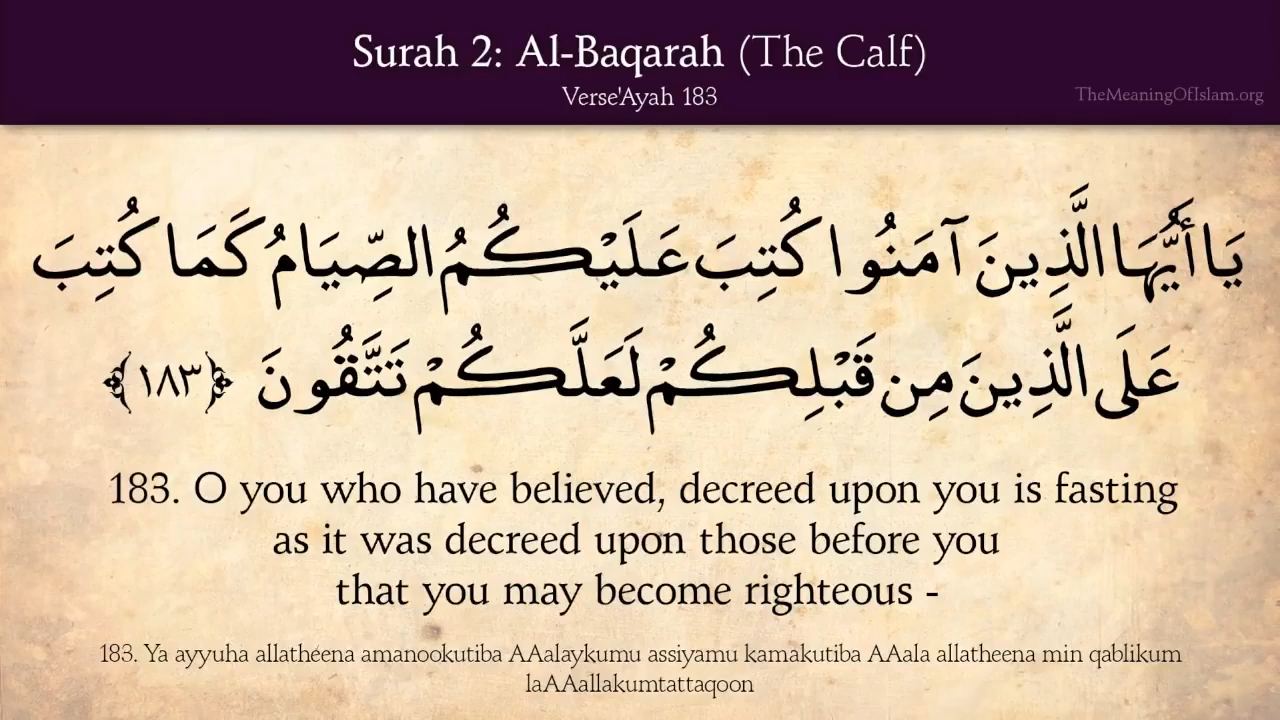 Surah 2: Al-Baqarah (The Calf)
Verse'Ayah 183
TheMeaningOfIslam.org
يَا أَيُّهَا الَّذِينَ آمَنُوا كُتِبَ عَلَيْكُمُ الصِّيَامُ كَمَا كُتِبَ
عَلَى الَّذِينَ مِن قَبْلِكُمْ لَعَلَّكُمْ تَتَّقُونَ ﴿١٨٣﴾
183. O you who have believed, decreed upon you is fasting
as it was decreed upon those before you
that you may become righteous -
183. Ya ayyuha allatheena amanookutiba AAalaykumu assiyamu kamakutiba AAala allatheena min qablikum
laAAallakumtattaqoon